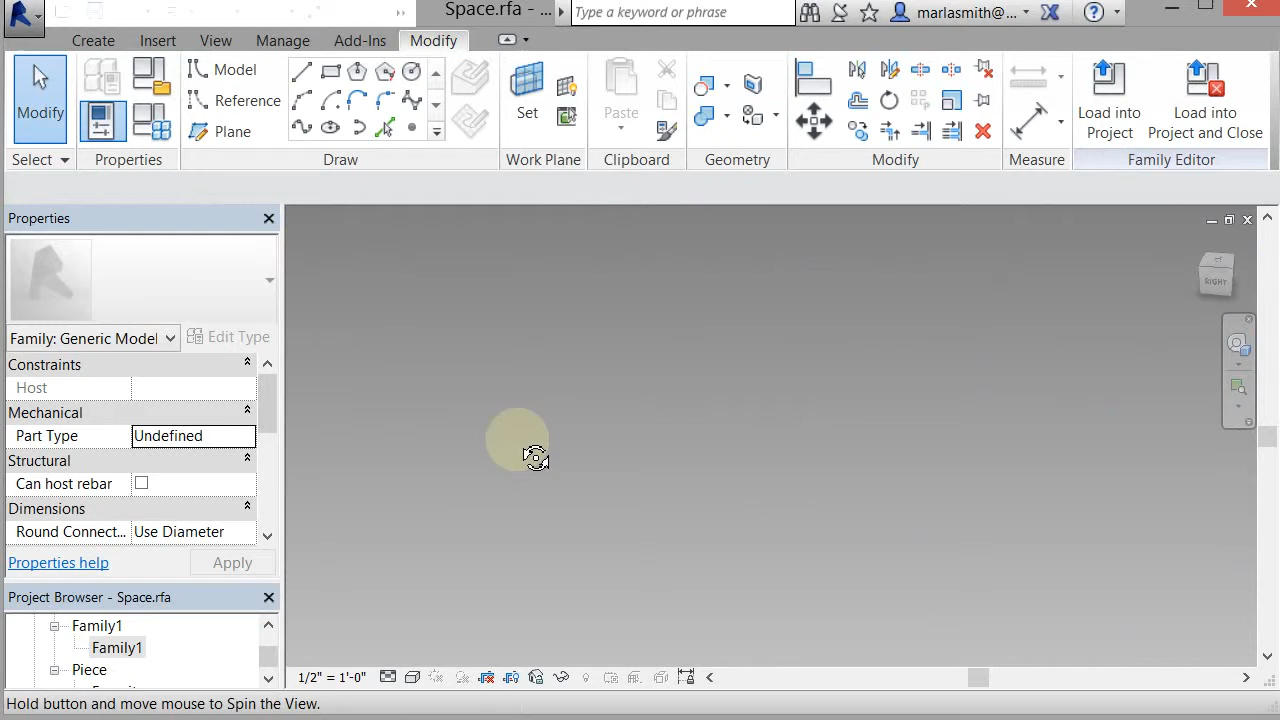 Space.rfa - ...
Type a keyword or phrase
marlasmith@...
Create
Insert
View
Manage
Add-Ins
Modify
Modify
Model
Reference
Plane
Set
Paste
Load into
Project
Load into
Project and Close
Select
Properties
Draw
Work Plane
Clipboard
Geometry
Modify
Measure
Family Editor
Properties
Family: Generic Model
Edit Type
Constraints
Host
Mechanical
Part Type
Undefined
Structural
Can host rebar
Dimensions
Round Connect...
Use Diameter
Properties help
Apply
RIGHT
Project Browser - Space.rfa
Family1
Family1
Piece
1/2" = 1'-0"
Hold button and move mouse to Spin the View.